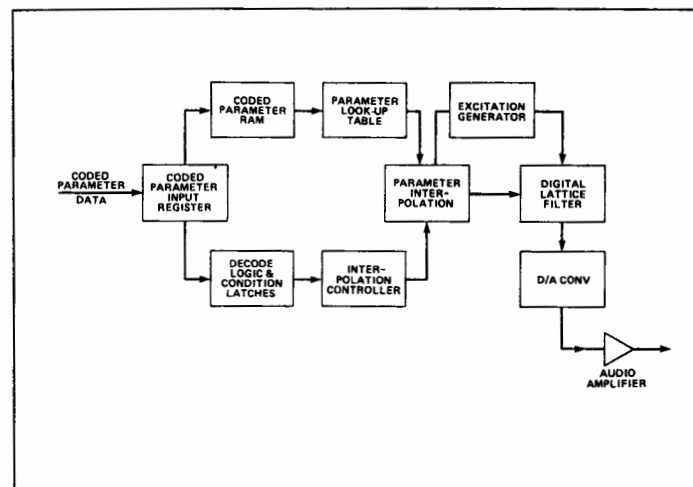 CODED
PARAMETER
RAM
PARAMETER
LOOK-UP
TABLE
EXCITATION
GENERATOR
CODED
PARAMETER
DATA
CODED
PARAMETER
INPUT
REGISTER
PARAMETER
INTER-
POLATION
DIGITAL
LATTICE
FILTER
DECODE
LOGIC &
CONDITION
LATCHES
INTER-
POLATION
CONTROLLER
D/A CONV
AUDIO
AMPLIFIER